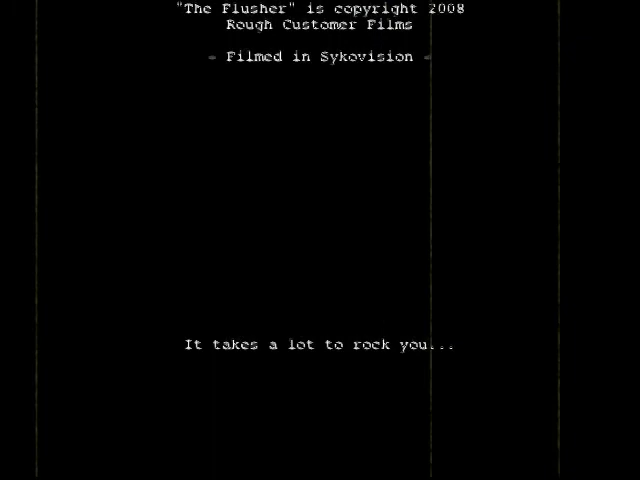 "The Flusher" is copyright 2008
Rough Customer Films
- Filmed in Sykovision -
It takes a lot to rock you...